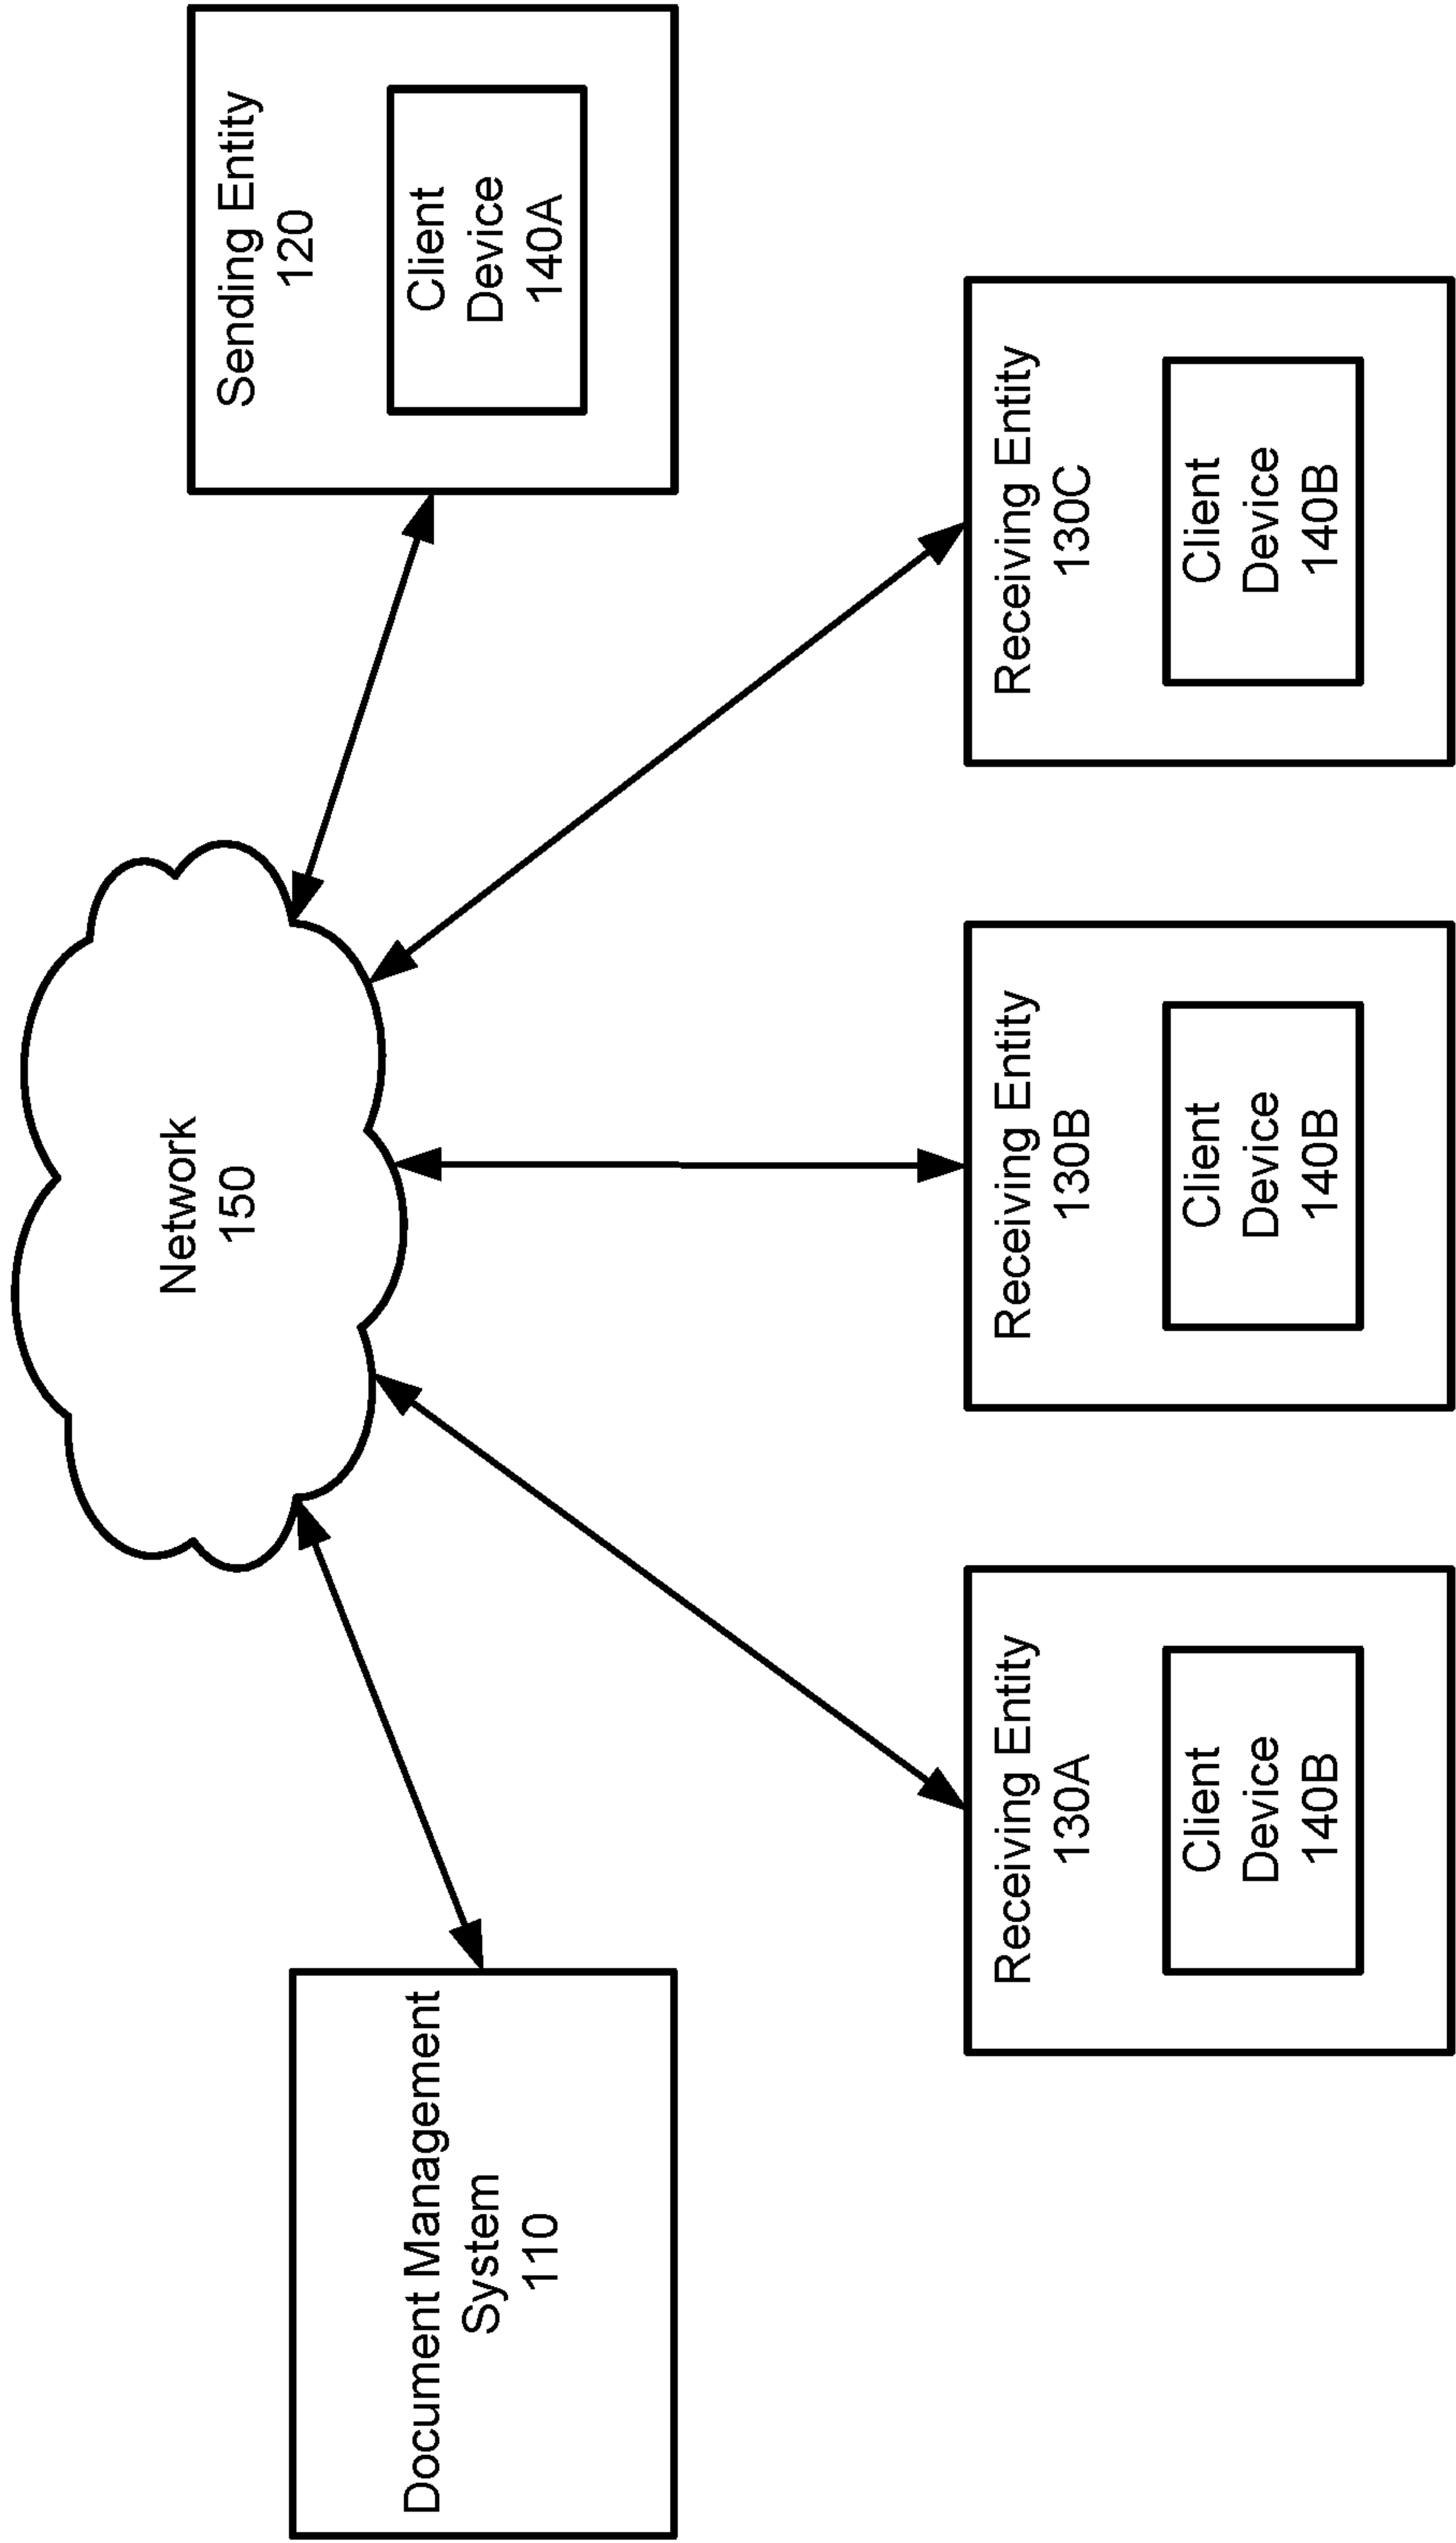 Network
150
Document Management
System
110
Sending Entity
120
Client
Device
140A
Receiving Entity
130A
Client
Device
140B
Receiving Entity
130B
Client
Device
140B
Receiving Entity
130C
Client
Device
140B